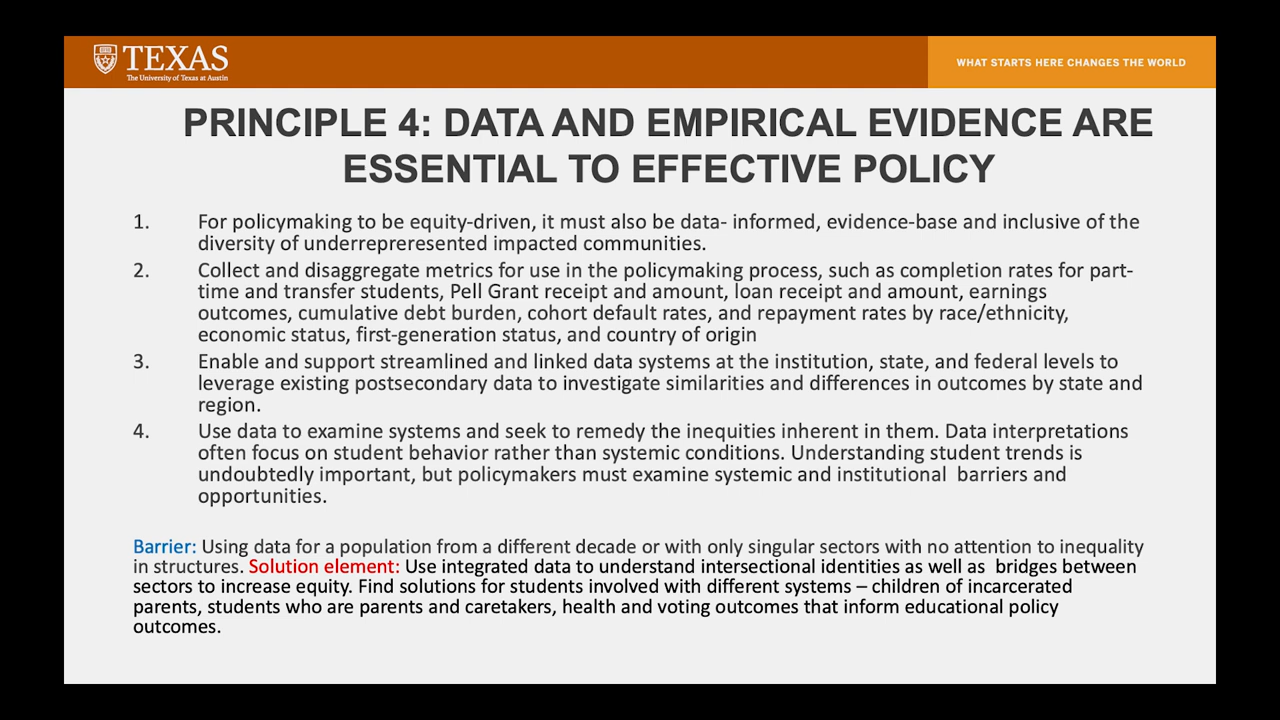 TEXAS
The University of Texas at Austin
WHAT STARTS HERE CHANGES THE WORLD
PRINCIPLE 4: DATA AND EMPIRICAL EVIDENCE ARE
ESSENTIAL TO EFFECTIVE POLICY
1. For policymaking to be equity-driven, it must also be data- informed, evidence-base and inclusive of the
diversity of underrepreresented impacted communities.
2. Collect and disaggregate metrics for use in the policymaking process, such as completion rates for part-
time and transfer students, Pell Grant receipt and amount, loan receipt and amount, earnings
outcomes, cumulative debt burden, cohort default rates, and repayment rates by race/ethnicity,
economic status, first-generation status, and country of origin
3. Enable and support streamlined and linked data systems at the institution, state, and federal levels to
leverage existing postsecondary data to investigate similarities and differences in outcomes by state and
region.
4. Use data to examine systems and seek to remedy the inequities inherent in them. Data interpretations
often focus on student behavior rather than systemic conditions. Understanding student trends is
undoubtedly important, but policymakers must examine systemic and institutional  barriers and
opportunities.
Barrier: Using data for a population from a different decade or with only singular sectors with no attention to inequality
in structures. Solution element: Use integrated data to understand intersectional identities as well as  bridges between
sectors to increase equity. Find solutions for students involved with different systems – children of incarcerated
parents, students who are parents and caretakers, health and voting outcomes that inform educational policy
outcomes.